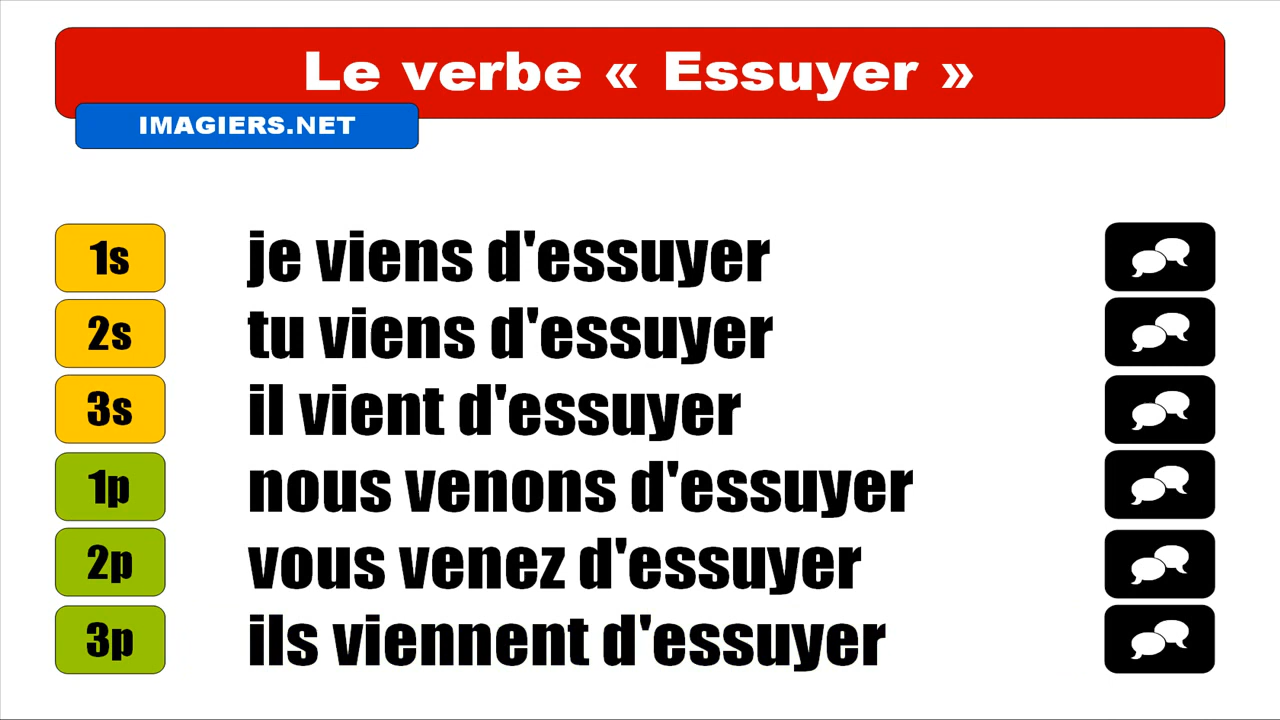 Le verbe « Essuyer »
IMAGIERS.NET
1s je viens d'essuyer
2s tu viens d'essuyer
3s il vient d'essuyer
1p nous venons d'essuyer
2p vous venez d'essuyer
3p ils viennent d'essuyer